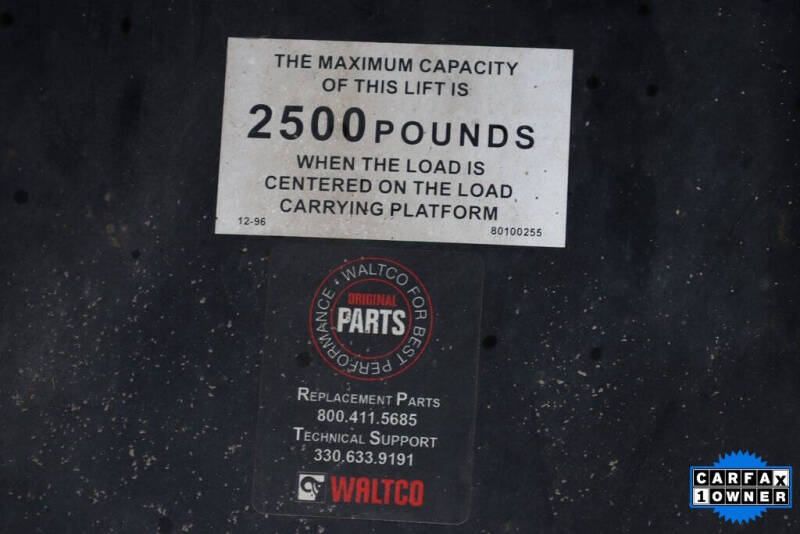 THE MAXIMUM CAPACITY
OF THIS LIFT IS
2500 POUNDS
WHEN THE LOAD IS
CENTERED ON THE LOAD
CARRYING PLATFORM
12-96
80100255
WALTCO FOR BEST PERFORMANCE
ORIGINAL
PARTS
REPLACEMENT PARTS
800.411.5685
TECHNICAL SUPPORT
330.633.9191
WALTCO
CARFAX
1 OWNER